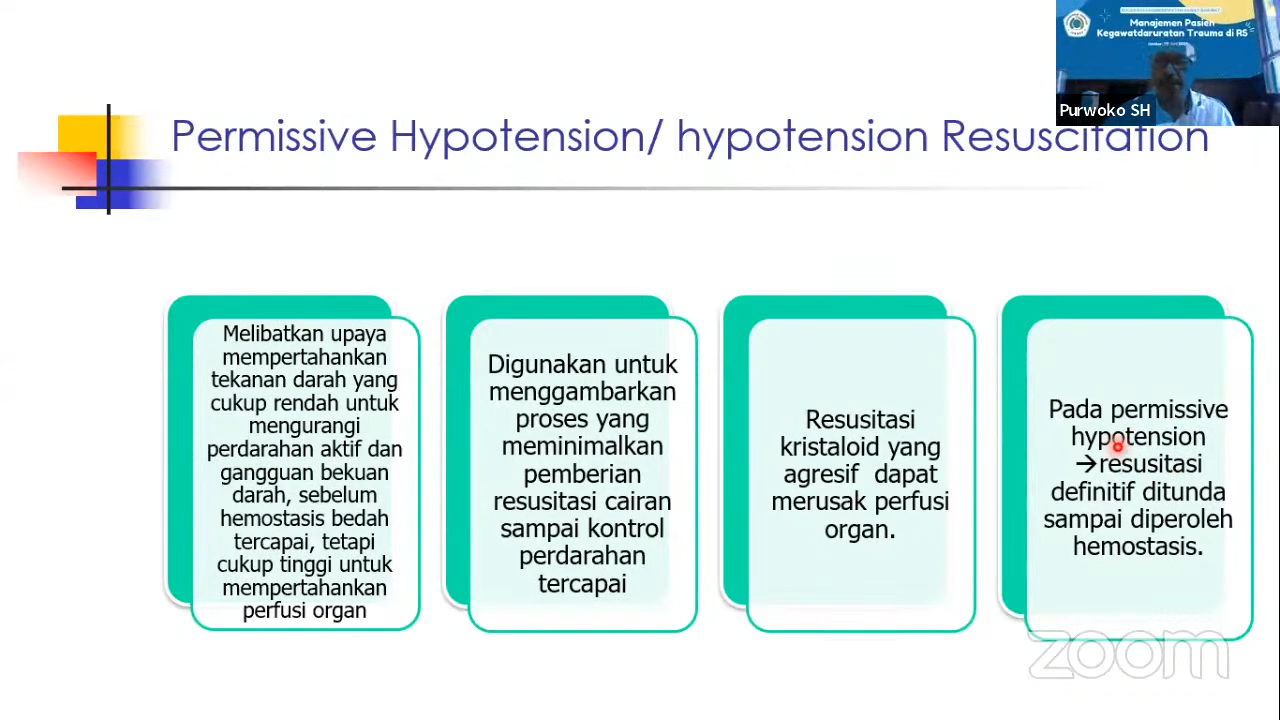 Manajemen Pasien
Kegawatdaruratan Trauma di RS
Purwoko SH
Permissive Hypotension/ hypotension Resuscitation
Melibatkan upaya
mempertahankan
tekanan darah yang
cukup rendah untuk
mengurangi
perdarahan aktif dan
gangguan bekuan
darah, sebelum
hemostasis bedah
tercapai, tetapi
cukup tinggi untuk
mempertahankan
perfusi organ
Digunakan untuk
menggambarkan
proses yang
meminimalkan
pemberian
resusitasi cairan
sampai kontrol
perdarahan
tercapai
Resusitasi
kristaloid yang
agresif dapat
merusak perfusi
organ.
Pada permissive
hypotension
→resusitasi
definitif ditunda
sampai diperoleh
hemostasis.
zoom